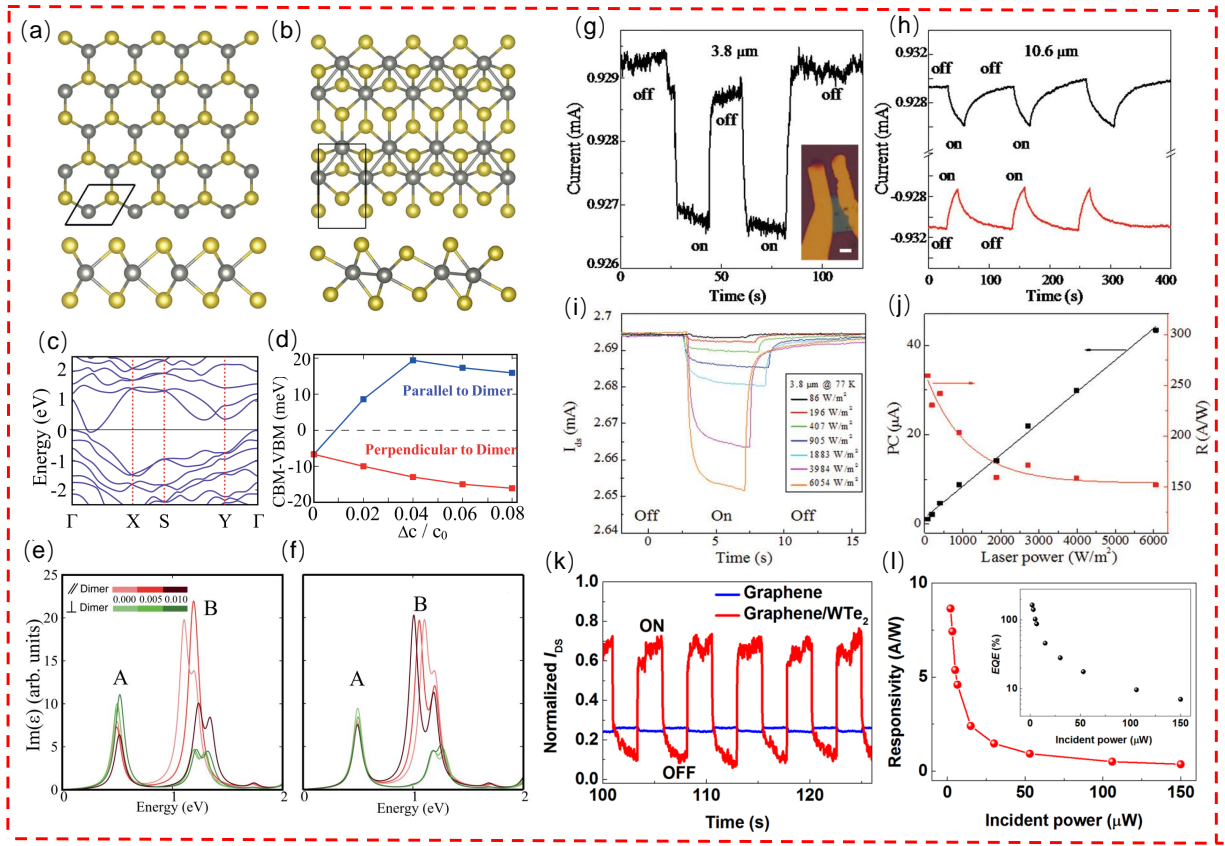 (a)
(b)
(c)
Energy (eV)
2
1
0
-1
-2
Γ X S Y Γ
(d)
CBM-VBM (meV)
20
10
0
-10
-20
Parallel to Dimer
Perpendicular to Dimer
0 0.02 0.04 0.06 0.08
Δc / c₀
(e)
Im(ε) (arb. units)
25
20
15
10
5
0
// Dimer
0.000 0.005 0.010
⊥ Dimer
A
B
0 1 2
Energy (eV)
(f)
A
B
0 1 2
Energy (eV)
(g)
3.8 μm
Current (mA)
0.929
0.928
0.927
0.926
off
off
off
on
on
0 50 100
Time (s)
(h)
10.6 μm
Current (mA)
0.932
0.928
-0.928
-0.932
off off
on on
on on
off off
0 100 200 300 400
Time (s)
(i)
I_ds (mA)
2.7
2.69
2.68
2.67
2.66
2.65
2.64
3.8 μm @ 77 K
86 W/m²
196 W/m²
407 W/m²
905 W/m²
1883 W/m²
3984 W/m²
6054 W/m²
Off On Off
0 5 10 15
Time (s)
(j)
PC (μA)
40
20
0
R (A/W)
300
250
200
150
0 1000 2000 3000 4000 5000 6000
Laser power (W/m²)
(k)
Normalized I_DS
1.0
0.8
0.6
0.4
0.2
0.0
Graphene
Graphene/WTe₂
ON
OFF
100 110 120
Time (s)
(l)
Responsivity (A/W)
10
5
0
EQE (%)
100
10
0 50 100 150
Incident power (μW)
0 50 100 150
Incident power (μW)